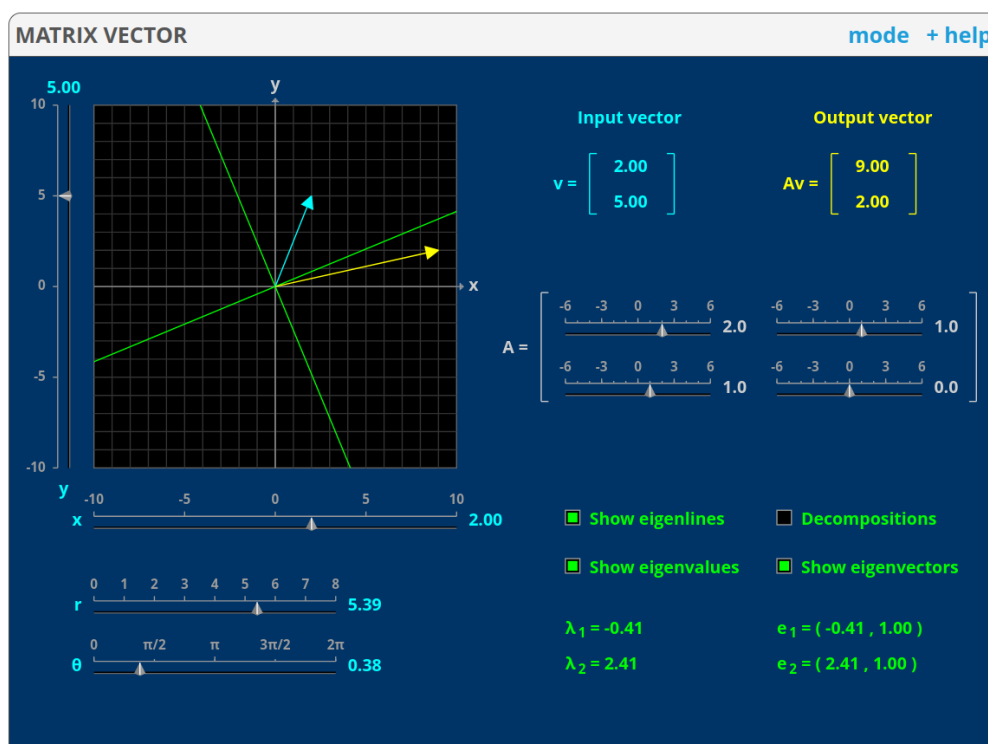 MATRIX VECTOR mode + help
5.00
y
10
5
0
-5
-10
x
y
-10 -5 0 5 10
x 2.00
0 1 2 3 4 5 6 7 8
r 5.39
0 π/2 π 3π/2 2π
θ 0.38
Input vector Output vector
v = 2.00 5.00
Av = 9.00 2.00
A =
-6 -3 0 3 6 2.0
-6 -3 0 3 6 1.0
-6 -3 0 3 6 1.0
-6 -3 0 3 6 0.0
Show eigenlines Decompositions
Show eigenvalues Show eigenvectors
λ1 = -0.41 e1 = ( -0.41 , 1.00 )
λ2 = 2.41 e2 = ( 2.41 , 1.00 )